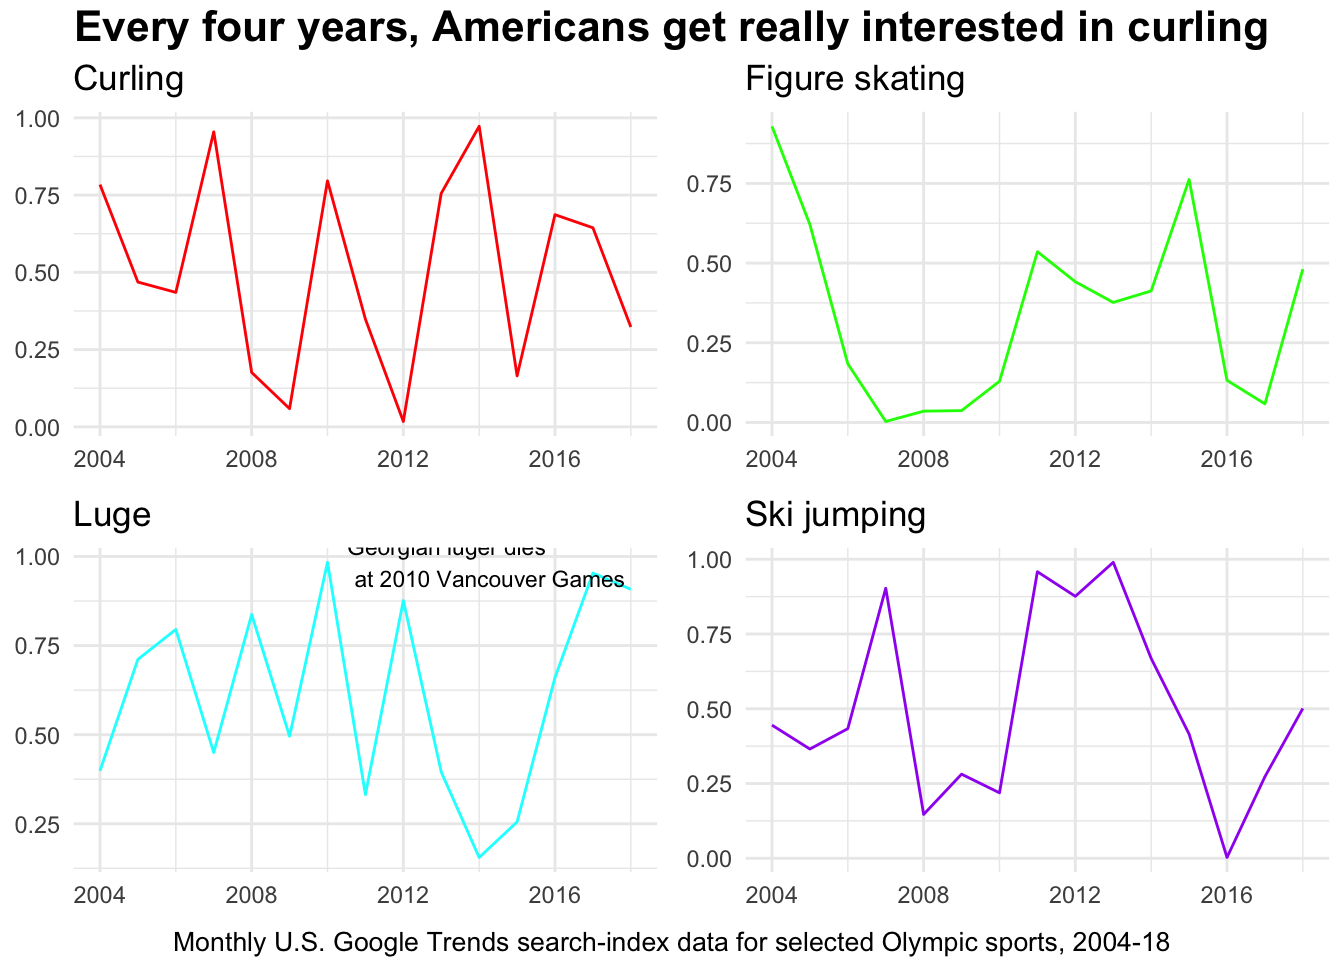 Every four years, Americans get really interested in curling
Curling
1.00
0.75
0.50
0.25
0.00
2004 2008 2012 2016
Figure skating
0.75
0.50
0.25
0.00
2004 2008 2012 2016
Luge
Georgian luger dies
at 2010 Vancouver Games
1.00
0.75
0.50
0.25
2004 2008 2012 2016
Ski jumping
1.00
0.75
0.50
0.25
0.00
2004 2008 2012 2016
Monthly U.S. Google Trends search-index data for selected Olympic sports, 2004-18